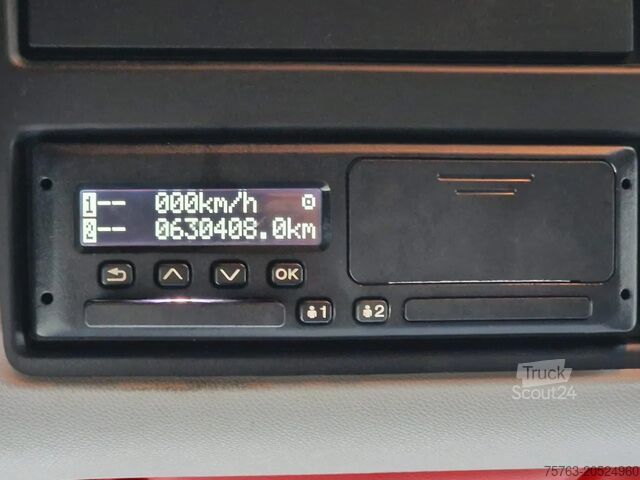 1-- 000km/h
2-- 0630408.0km
OK
1
2
Truck
Scout24
75763-20524960